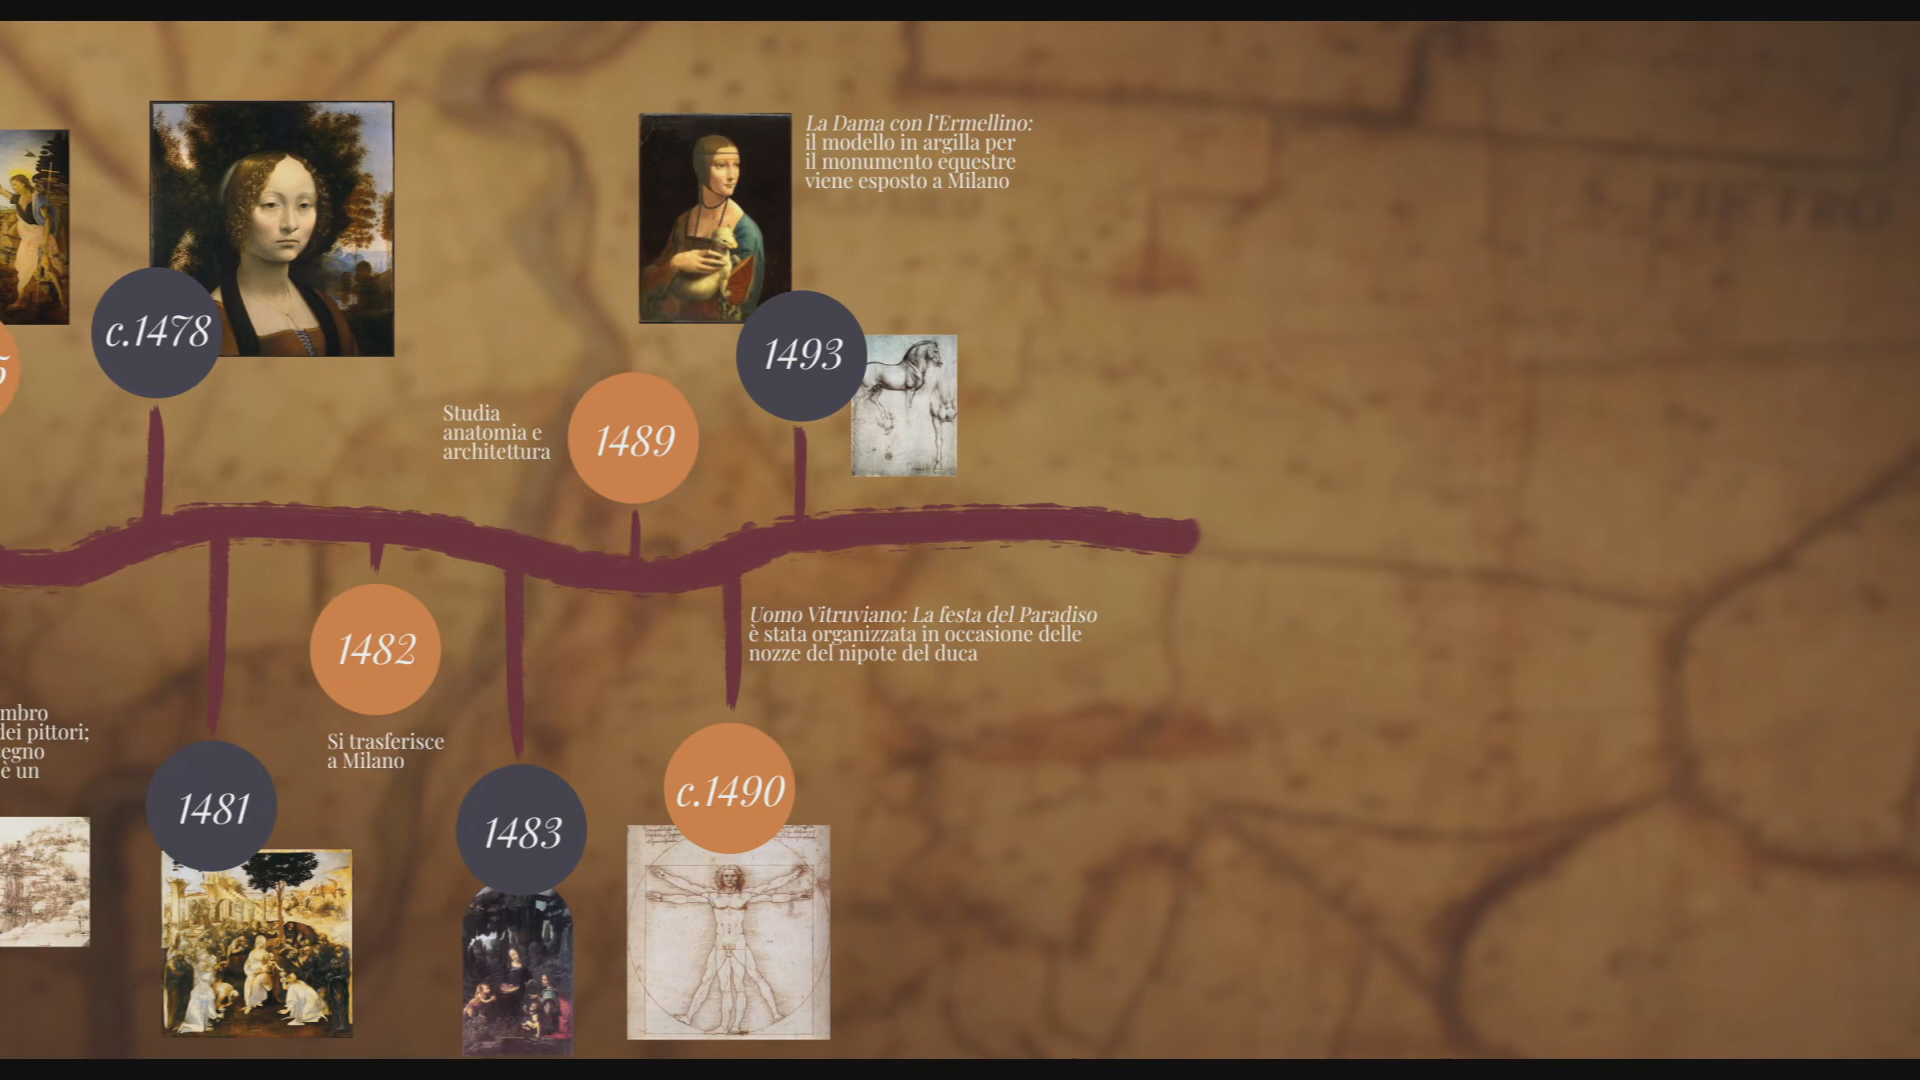 c.1478
La Dama con l'Ermellino:
il modello in argilla per
il monumento equestre
viene esposto a Milano
1493
Studia
anatomia e
architettura
1489
5
1482
Si trasferisce
a Milano
Uomo Vitruviano: La festa del Paradiso
è stata organizzata in occasione delle
nozze del nipote del duca
mbro
dei pittori;
egno
è un
1481
1483
c.1490